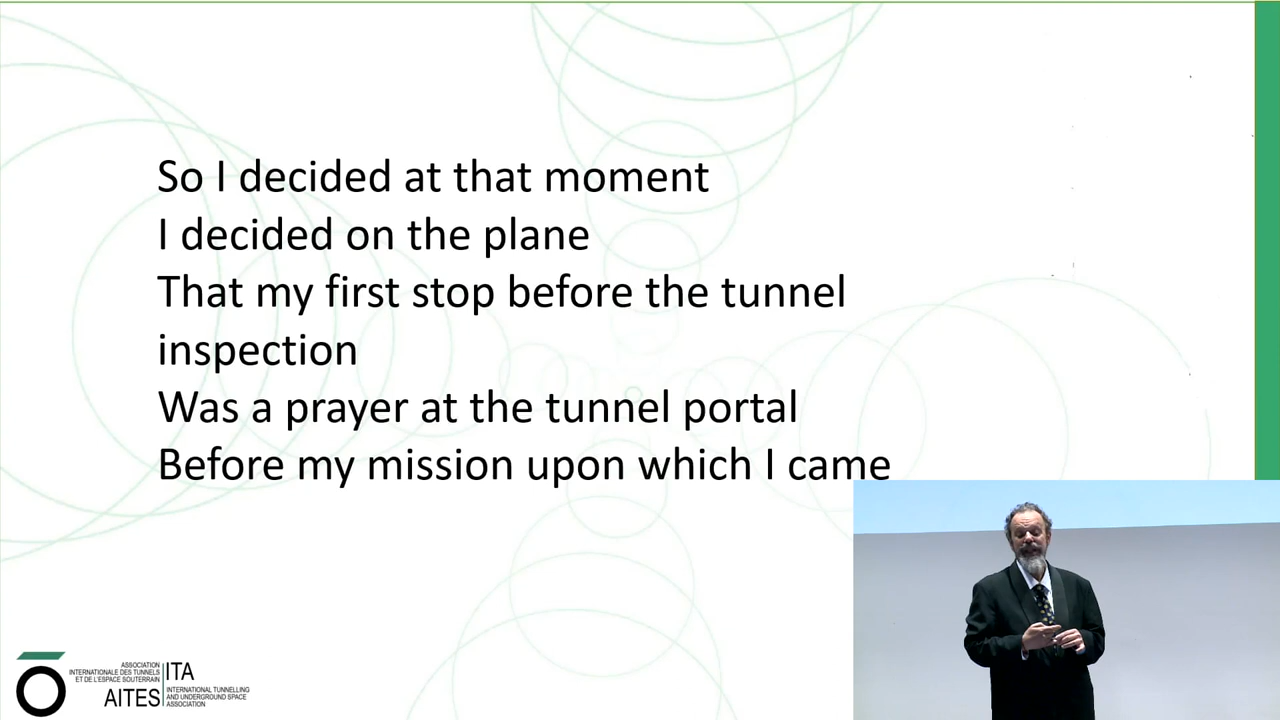 So I decided at that moment
I decided on the plane
That my first stop before the tunnel
inspection
Was a prayer at the tunnel portal
Before my mission upon which I came
ASSOCIATION
INTERNATIONALE DES TUNNELS
ET DE L'ESPACE SOUTERRAIN
AITES
ITA
INTERNATIONAL TUNNELLING
AND UNDERGROUND SPACE
ASSOCIATION